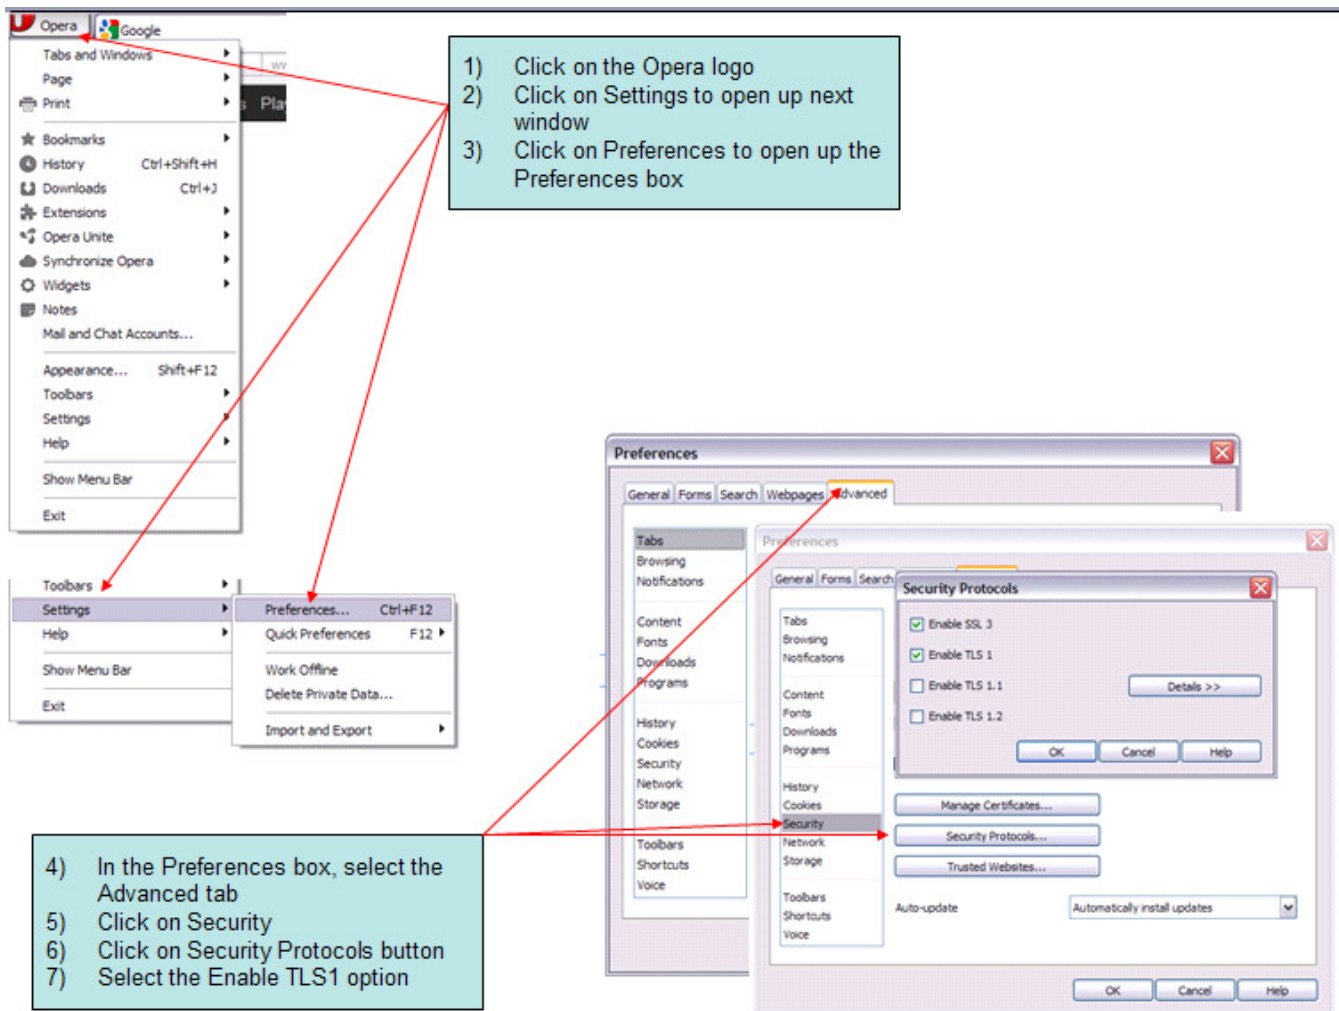 Opera
Google
Tabs and Windows
Page
Print
Bookmarks
History Ctrl+Shift+H
Downloads Ctrl+J
Extensions
Opera Unite
Synchronize Opera
Widgets
Notes
Mail and Chat Accounts...
Appearance... Shift+F12
Toolbars
Settings
Help
Show Menu Bar
Exit
1) Click on the Opera logo
2) Click on Settings to open up next
window
3) Click on Preferences to open up the
Preferences box
Toolbars
Settings
Help
Show Menu Bar
Exit
Preferences... Ctrl+F12
Quick Preferences F12
Work Offline
Delete Private Data...
Import and Export
4) In the Preferences box, select the
Advanced tab
5) Click on Security
6) Click on Security Protocols button
7) Select the Enable TLS1 option
Preferences
General Forms Search Webpages Advanced
Tabs
Browsing
Notifications
Content
Fonts
Downloads
Programs
History
Cookies
Security
Network
Storage
Toolbars
Shortcuts
Voice
Preferences
General Forms Search
Tabs
Browsing
Notifications
Content
Fonts
Downloads
Programs
History
Cookies
Security
Network
Storage
Toolbars
Shortcuts
Voice
Security Protocols
Enable SSL 3
Enable TLS 1
Enable TLS 1.1
Details >>
Enable TLS 1.2
OK Cancel Help
Manage Certificates...
Security Protocols...
Trusted Websites...
Auto-update Automatically install updates
OK Cancel Help